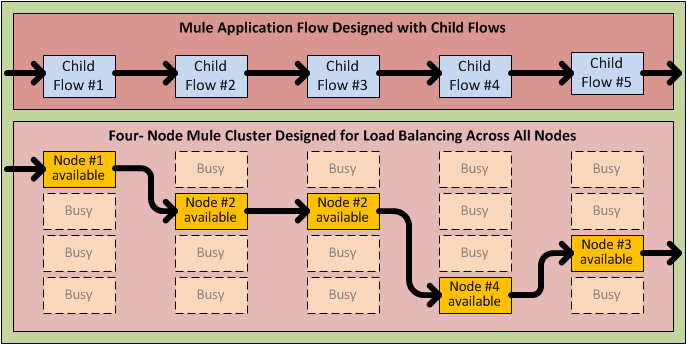 Mule Application Flow Designed with Child Flows
Child
Flow #1
Child
Flow #2
Child
Flow #3
Child
Flow #4
Child
Flow #5
Four- Node Mule Cluster Designed for Load Balancing Across All Nodes
Node #1
available
Busy
Busy
Busy
Busy
Busy
Node #2
available
Node #2
available
Busy
Busy
Busy
Busy
Busy
Busy
Node #3
available
Busy
Busy
Busy
Node #4
available
Busy